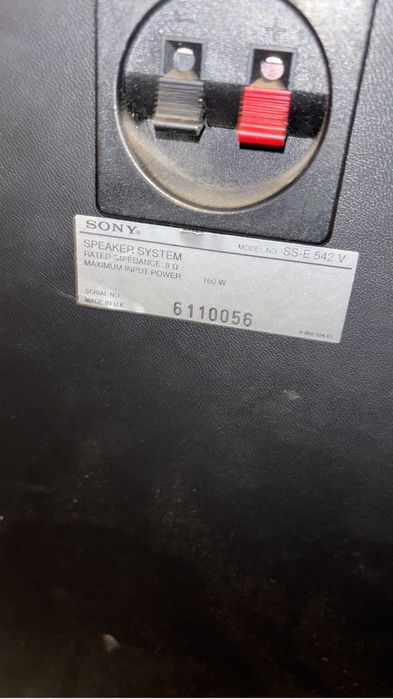 - +
SONY®
MODEL NO. SS-E 542 V
SPEAKER SYSTEM
RATED IMPEDANCE: 8 Ω
MAXIMUM INPUT POWER: 160 W
SERIAL NO.
MADE IN U.K.
6110056